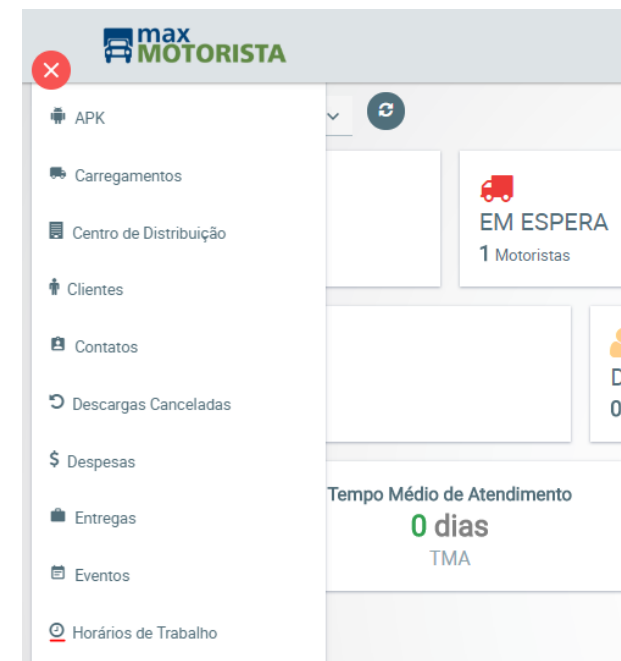 max
MOTORISTA
APK
Carregamentos
Centro de Distribuição
Clientes
Contatos
Descargas Canceladas
Despesas
Entregas
Eventos
Horários de Trabalho
EM ESPERA
1 Motoristas
D
0
Tempo Médio de Atendimento
0 dias
TMA